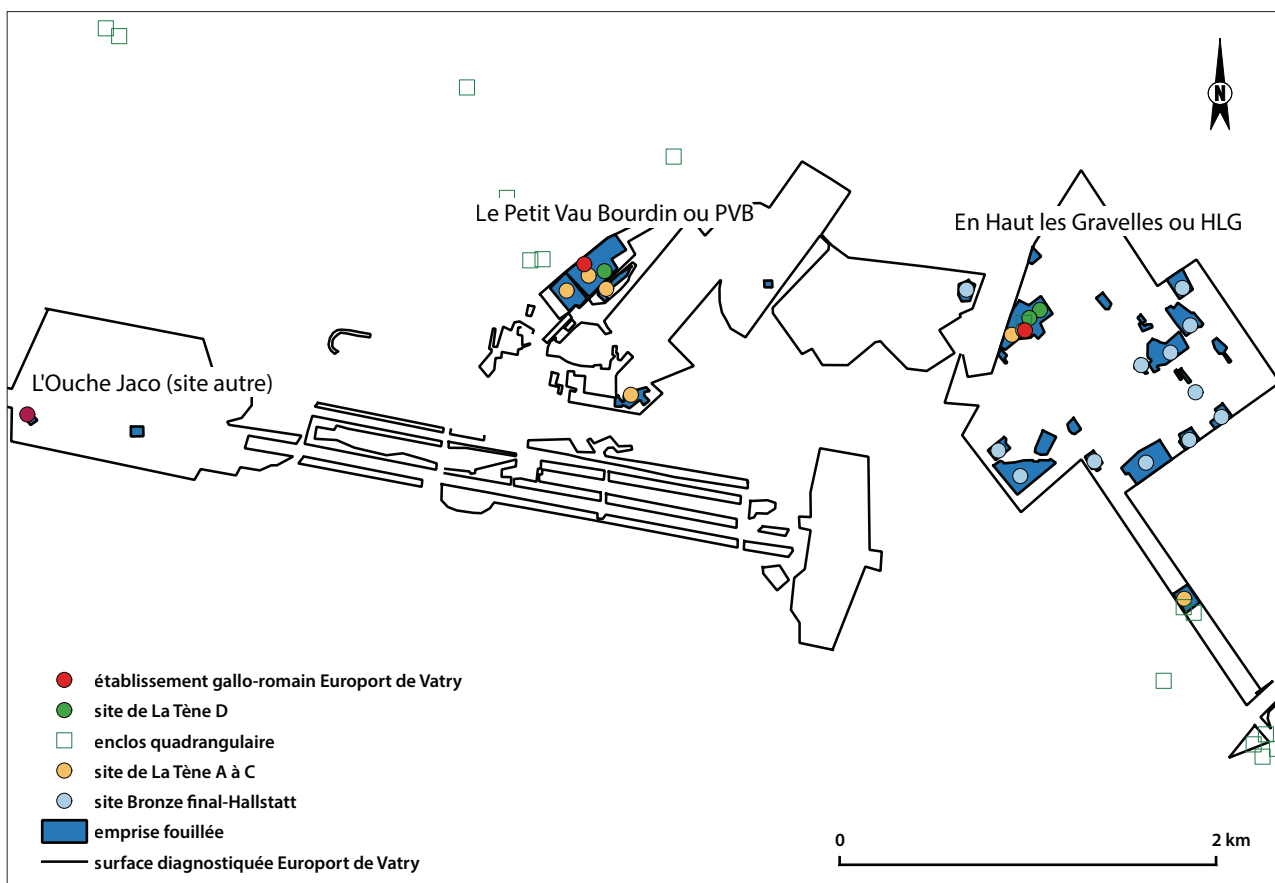 N
Le Petit Vau Bourdin ou PVB
En Haut les Gravelles ou HLG
L'Ouche Jaco (site autre)
établissement gallo-romain Europort de Vatry
site de La Tène D
enclos quadrangulaire
site de La Tène A à C
site Bronze final-Hallstatt
emprise fouillée
surface diagnostiquée Europort de Vatry
0 2 km